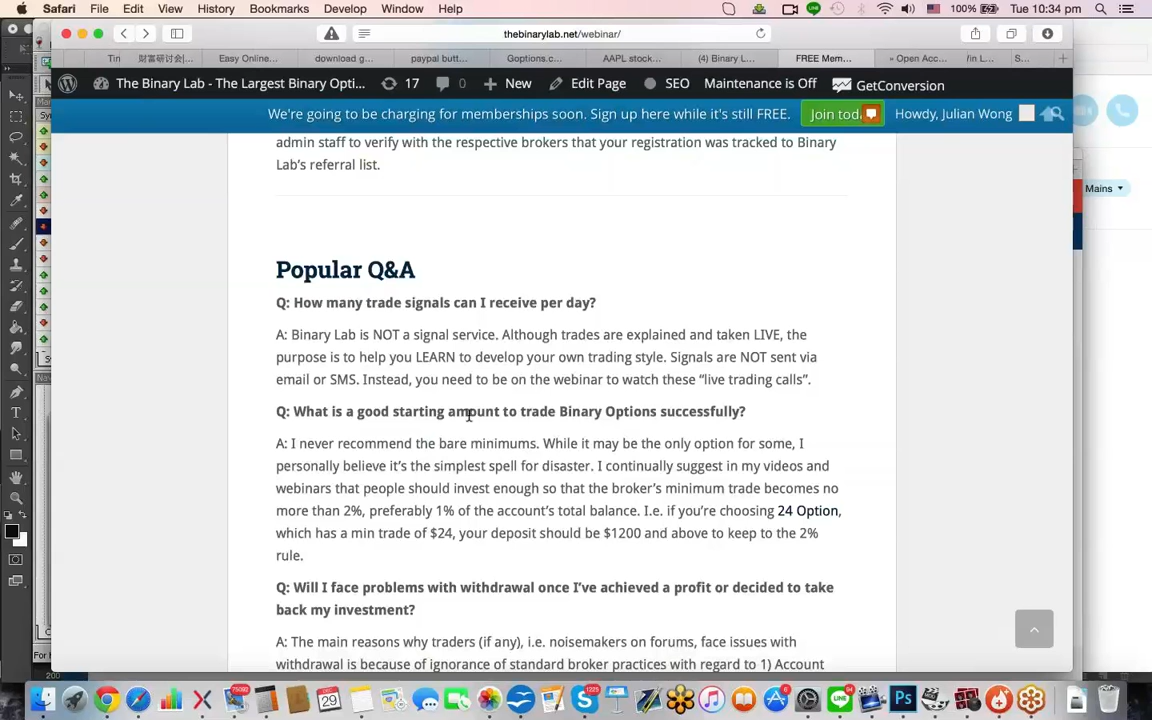 Safari File Edit View History Bookmarks Develop Window Help 100% Tue 10:34 pm
thebinarylab.net/webinar/
Tin 財富研討会|... Easy Online... download g... paypal butt... Goptions.c... AAPL stock... (4) Binary L... FREE Mem... » Open Acc... /in L... S...
The Binary Lab - The Largest Binary Opti... 17 0 New Edit Page SEO Maintenance is Off GetConversion
We're going to be charging for memberships soon. Sign up here while it's still FREE. Join tod Howdy, Julian Wong
Mains
admin staff to verify with the respective brokers that your registration was tracked to Binary
Lab's referral list.
Popular Q&A
Q: How many trade signals can I receive per day?
A: Binary Lab is NOT a signal service. Although trades are explained and taken LIVE, the
purpose is to help you LEARN to develop your own trading style. Signals are NOT sent via
email or SMS. Instead, you need to be on the webinar to watch these “live trading calls”.
Q: What is a good starting amount to trade Binary Options successfully?
A: I never recommend the bare minimums. While it may be the only option for some, I
personally believe it's the simplest spell for disaster. I continually suggest in my videos and
webinars that people should invest enough so that the broker's minimum trade becomes no
more than 2%, preferably 1% of the account's total balance. I.e. if you're choosing 24 Option,
which has a min trade of $24, your deposit should be $1200 and above to keep to the 2%
rule.
Q: Will I face problems with withdrawal once I've achieved a profit or decided to take
back my investment?
A: The main reasons why traders (if any), i.e. noisemakers on forums, face issues with
withdrawal is because of ignorance of standard broker practices with regard to 1) Account
200